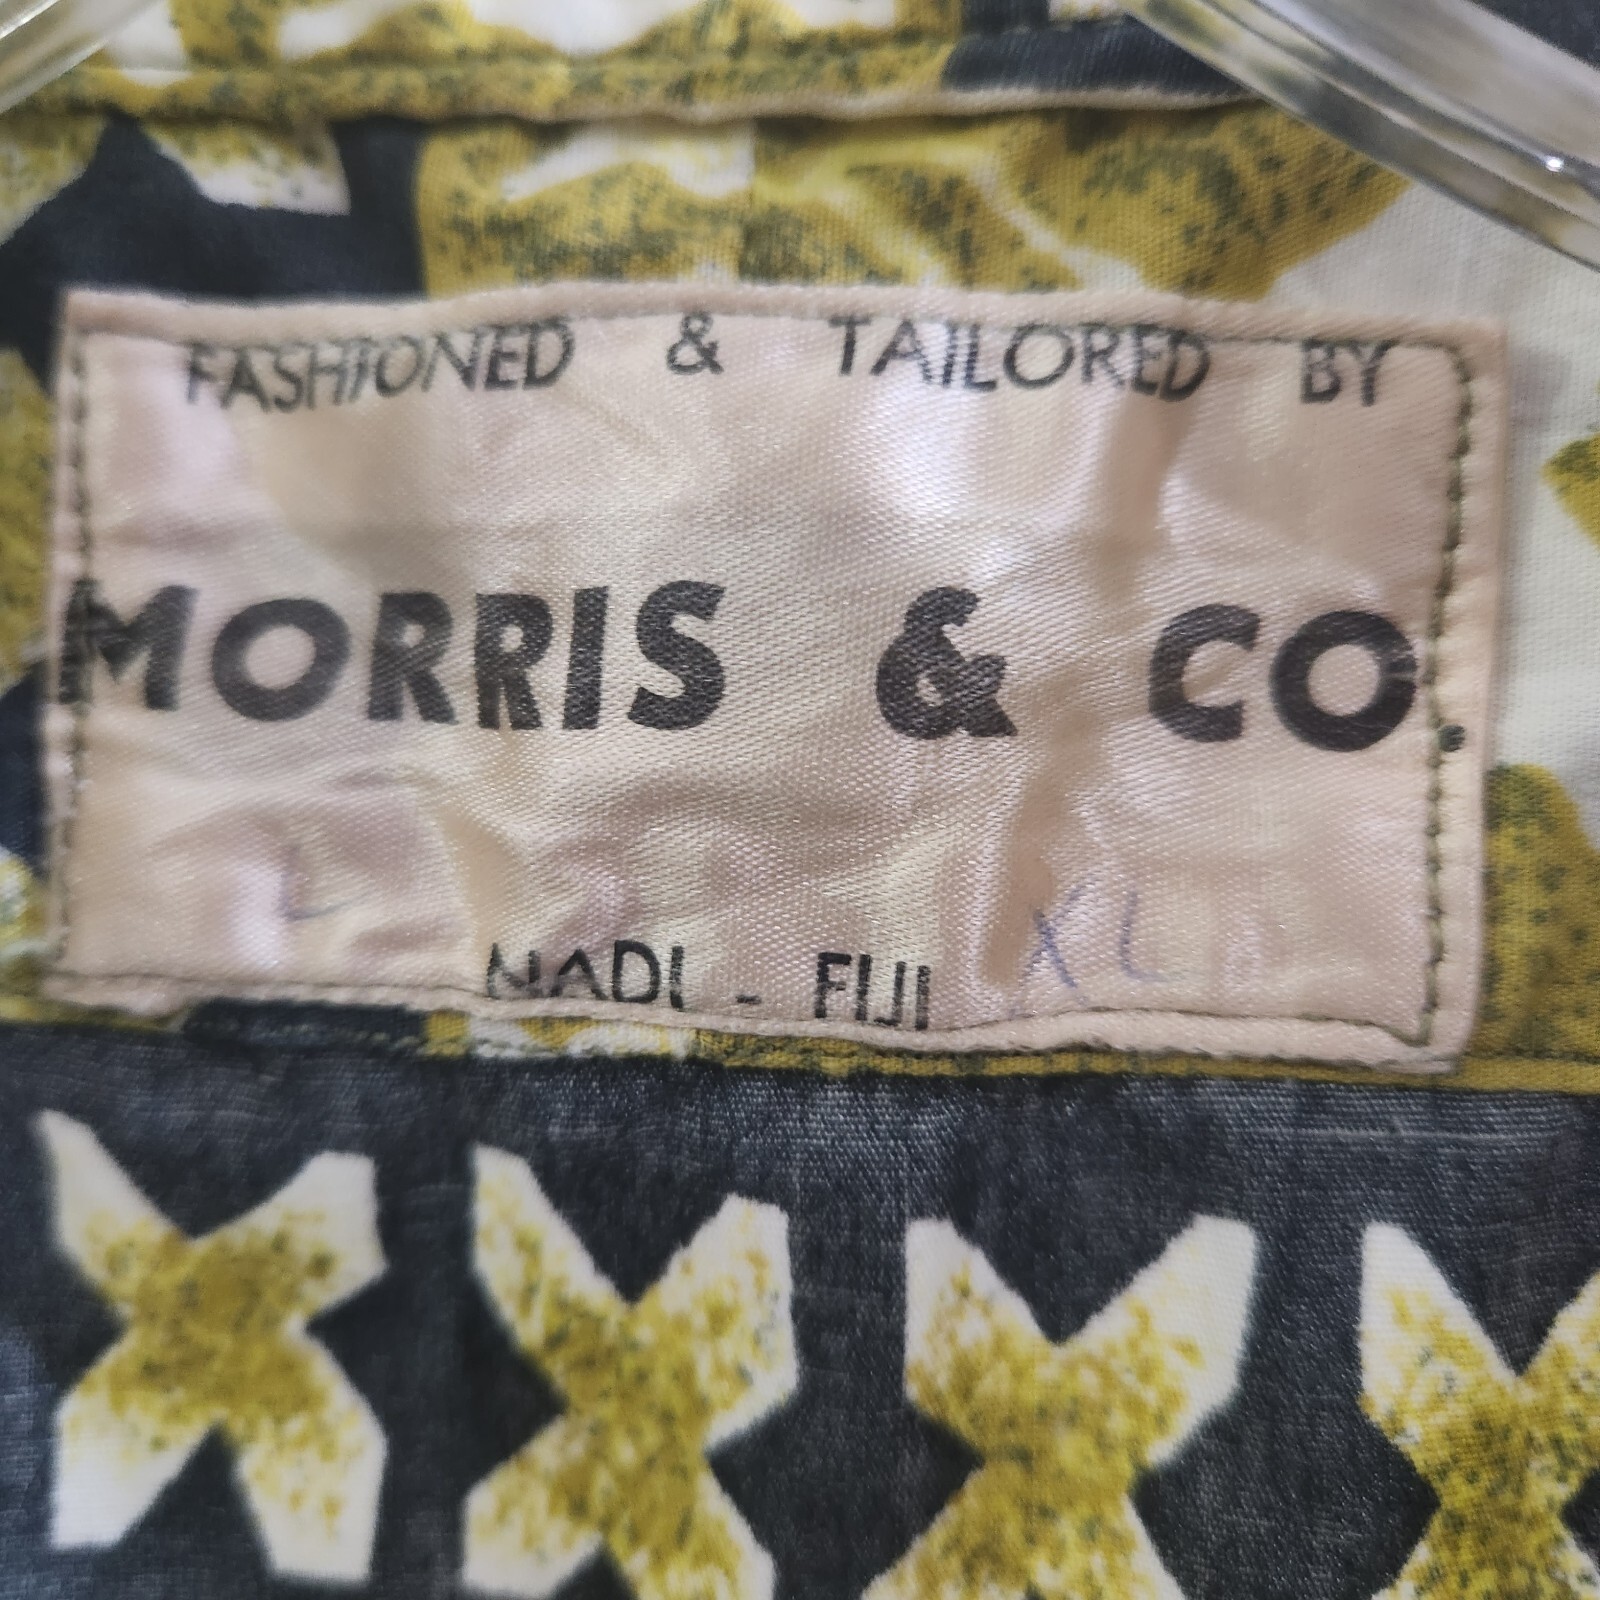 FASHIONED & TAILORED BY
MORRIS & CO.
L XL
NADI - FIJI